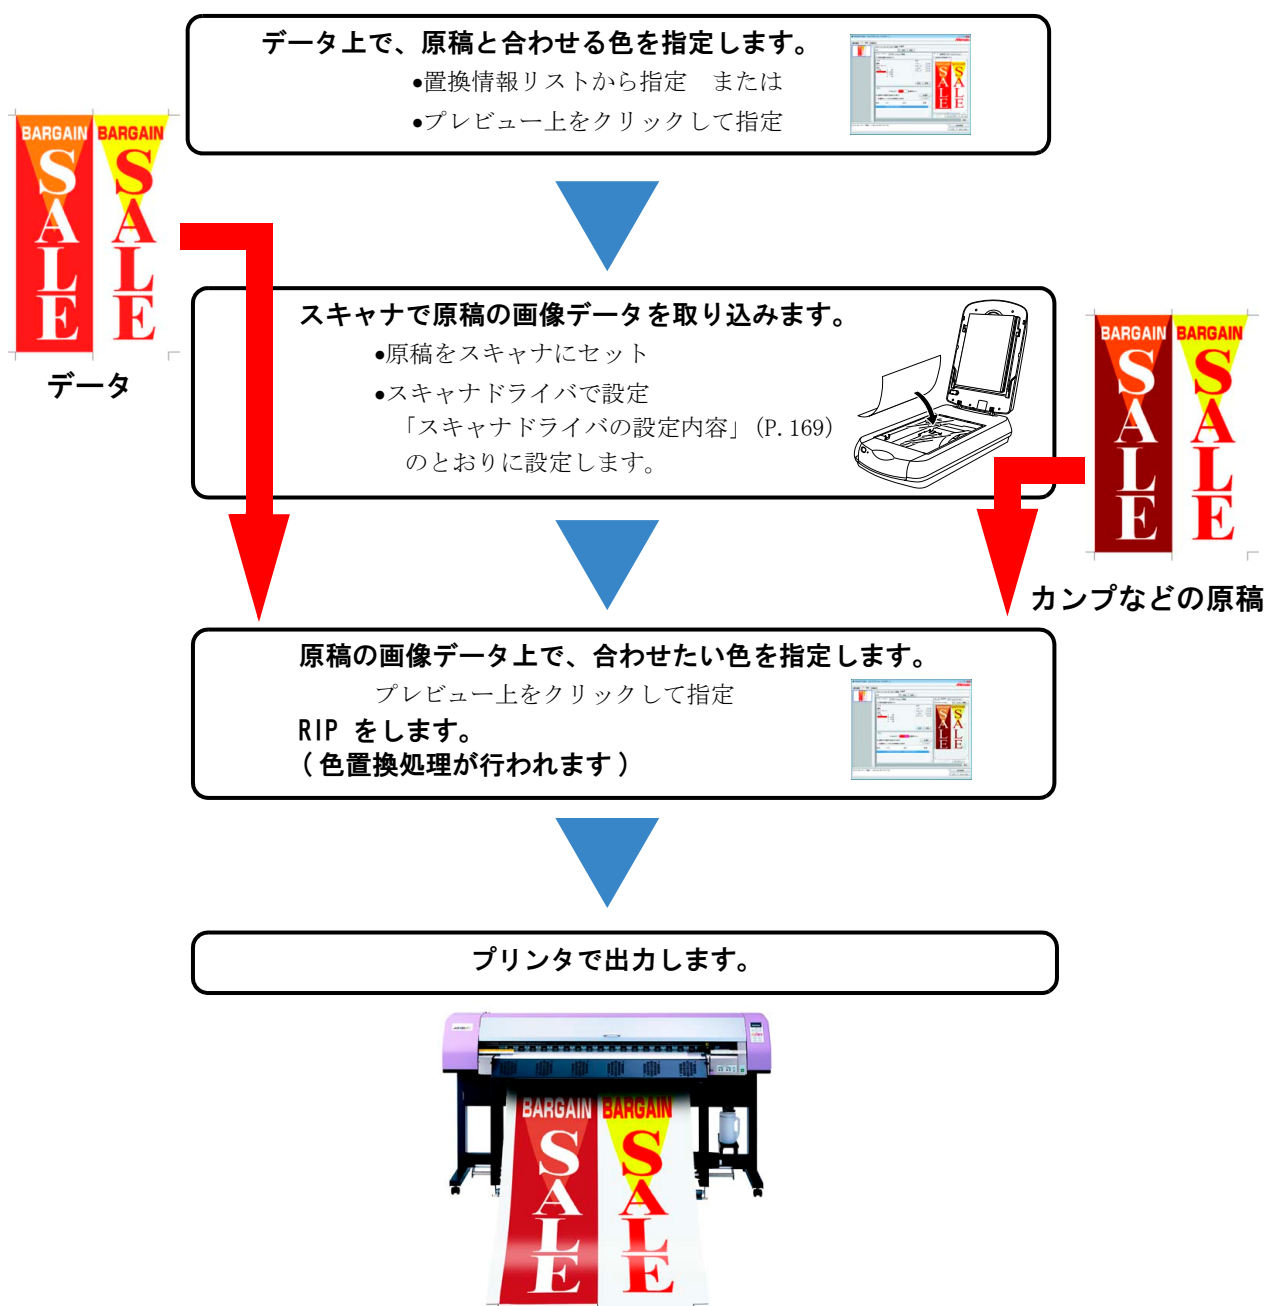 データ上で、原稿と合わせる色を指定します。
●置換情報リストから指定　または
●プレビュー上をクリックして指定
BARGAIN BARGAIN
SALE SALE
データ
スキャナで原稿の画像データを取り込みます。
●原稿をスキャナにセット
●スキャナドライバで設定
「スキャナドライバの設定内容」(P.169)
のとおりに設定します。
BARGAIN BARGAIN
SALE SALE
カンプなどの原稿
原稿の画像データ上で、合わせたい色を指定します。
プレビュー上をクリックして指定
RIP をします。
(色置換処理が行われます)
SALE SALE
SALE SALE
プリンタで出力します。
BARGAIN BARGAIN
SALE SALE